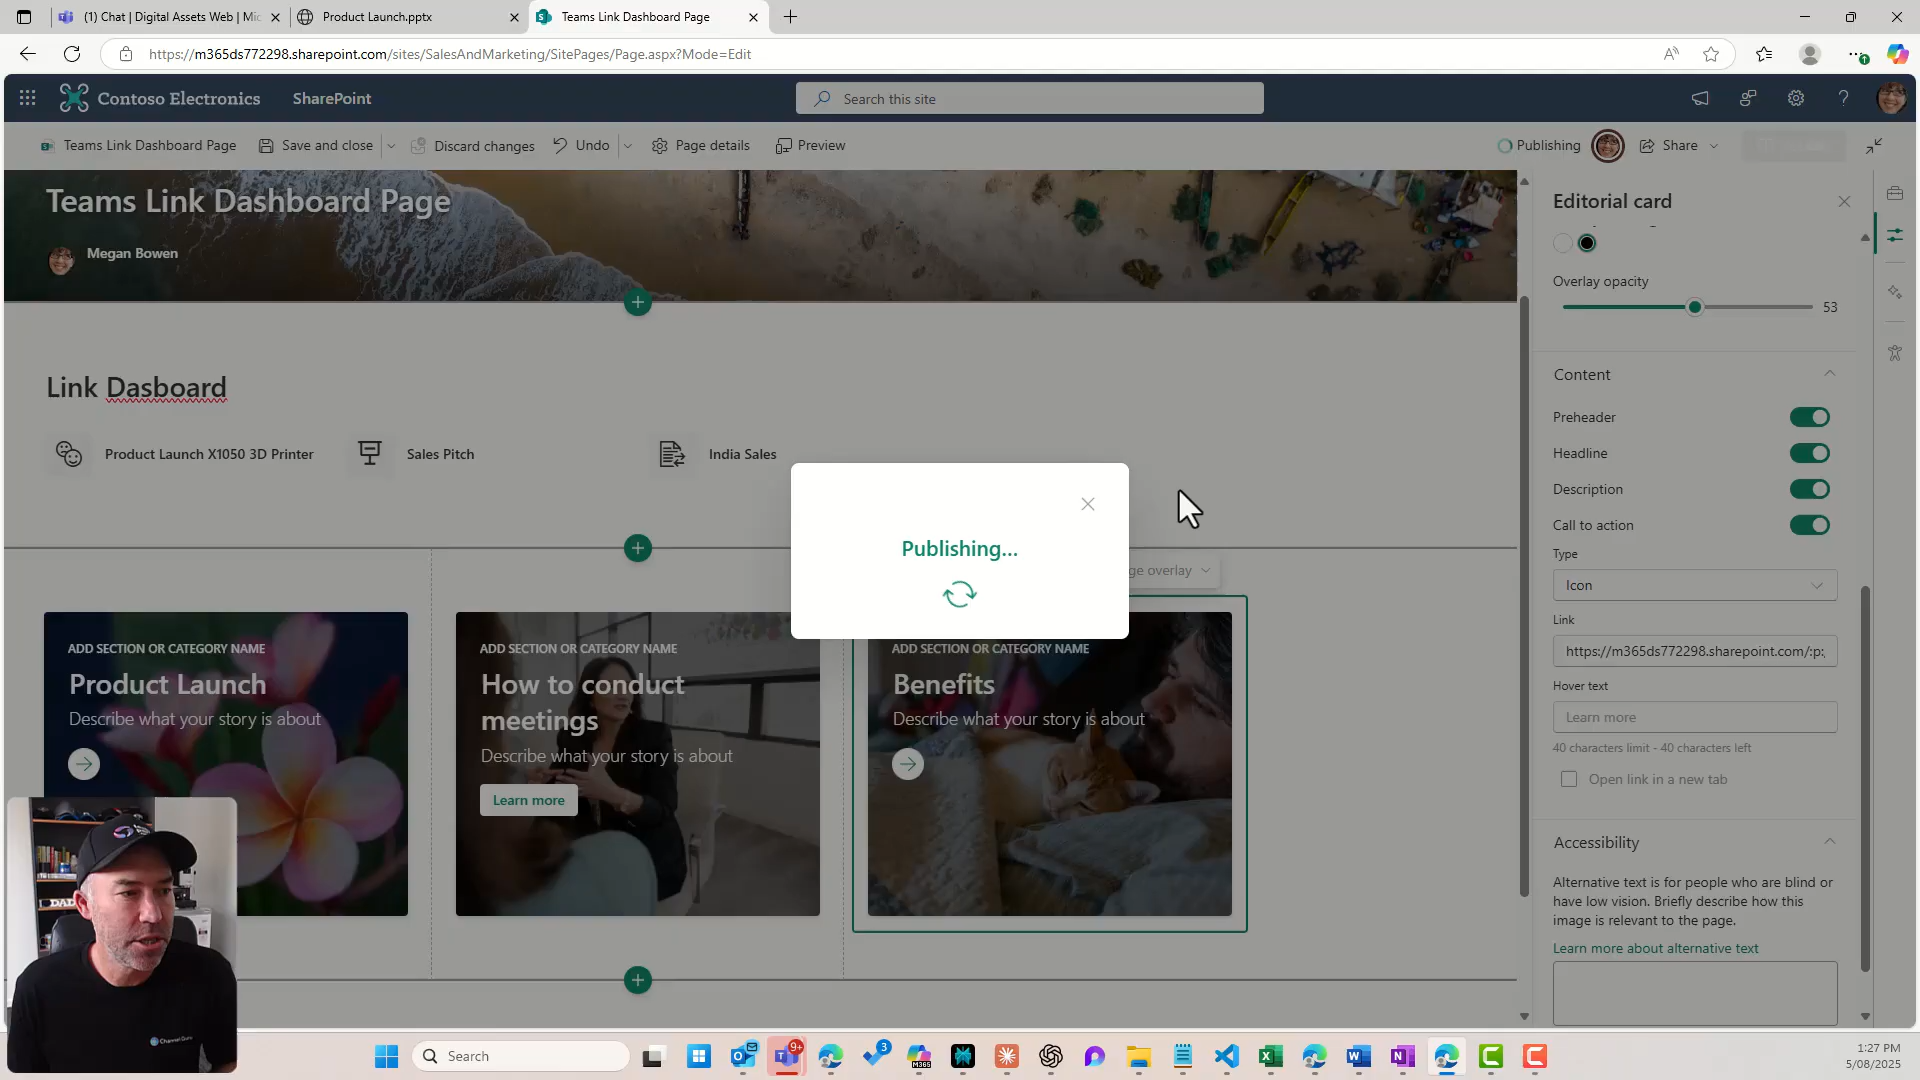 (1) Chat | Digital Assets Web | Mic
Product Launch.pptx
Teams Link Dashboard Page
https://m365ds772298.sharepoint.com/sites/SalesAndMarketing/SitePages/Page.aspx?Mode=Edit
Contoso Electronics
SharePoint
Search this site
Teams Link Dashboard Page
Save and close
Discard changes
Undo
Page details
Preview
Publishing
Share
Teams Link Dashboard Page
Megan Bowen
Link Dasboard
Product Launch X1050 3D Printer
Sales Pitch
India Sales
Publishing...
ge overlay
ADD SECTION OR CATEGORY NAME
Product Launch
Describe what your story is about
ADD SECTION OR CATEGORY NAME
How to conduct
meetings
Describe what your story is about
Learn more
ADD SECTION OR CATEGORY NAME
Benefits
Describe what your story is about
Editorial card
Overlay opacity
53
Content
Preheader
Headline
Description
Call to action
Type
Icon
Link
https://m365ds772298.sharepoint.com/:p:
Hover text
Learn more
40 characters limit - 40 characters left
Open link in a new tab
Accessibility
Alternative text is for people who are blind or
have low vision. Briefly describe how this
image is relevant to the page.
Learn more about alternative text
DAD
Channel Guru
Search
9+
3
M365
1:27 PM
5/08/2025